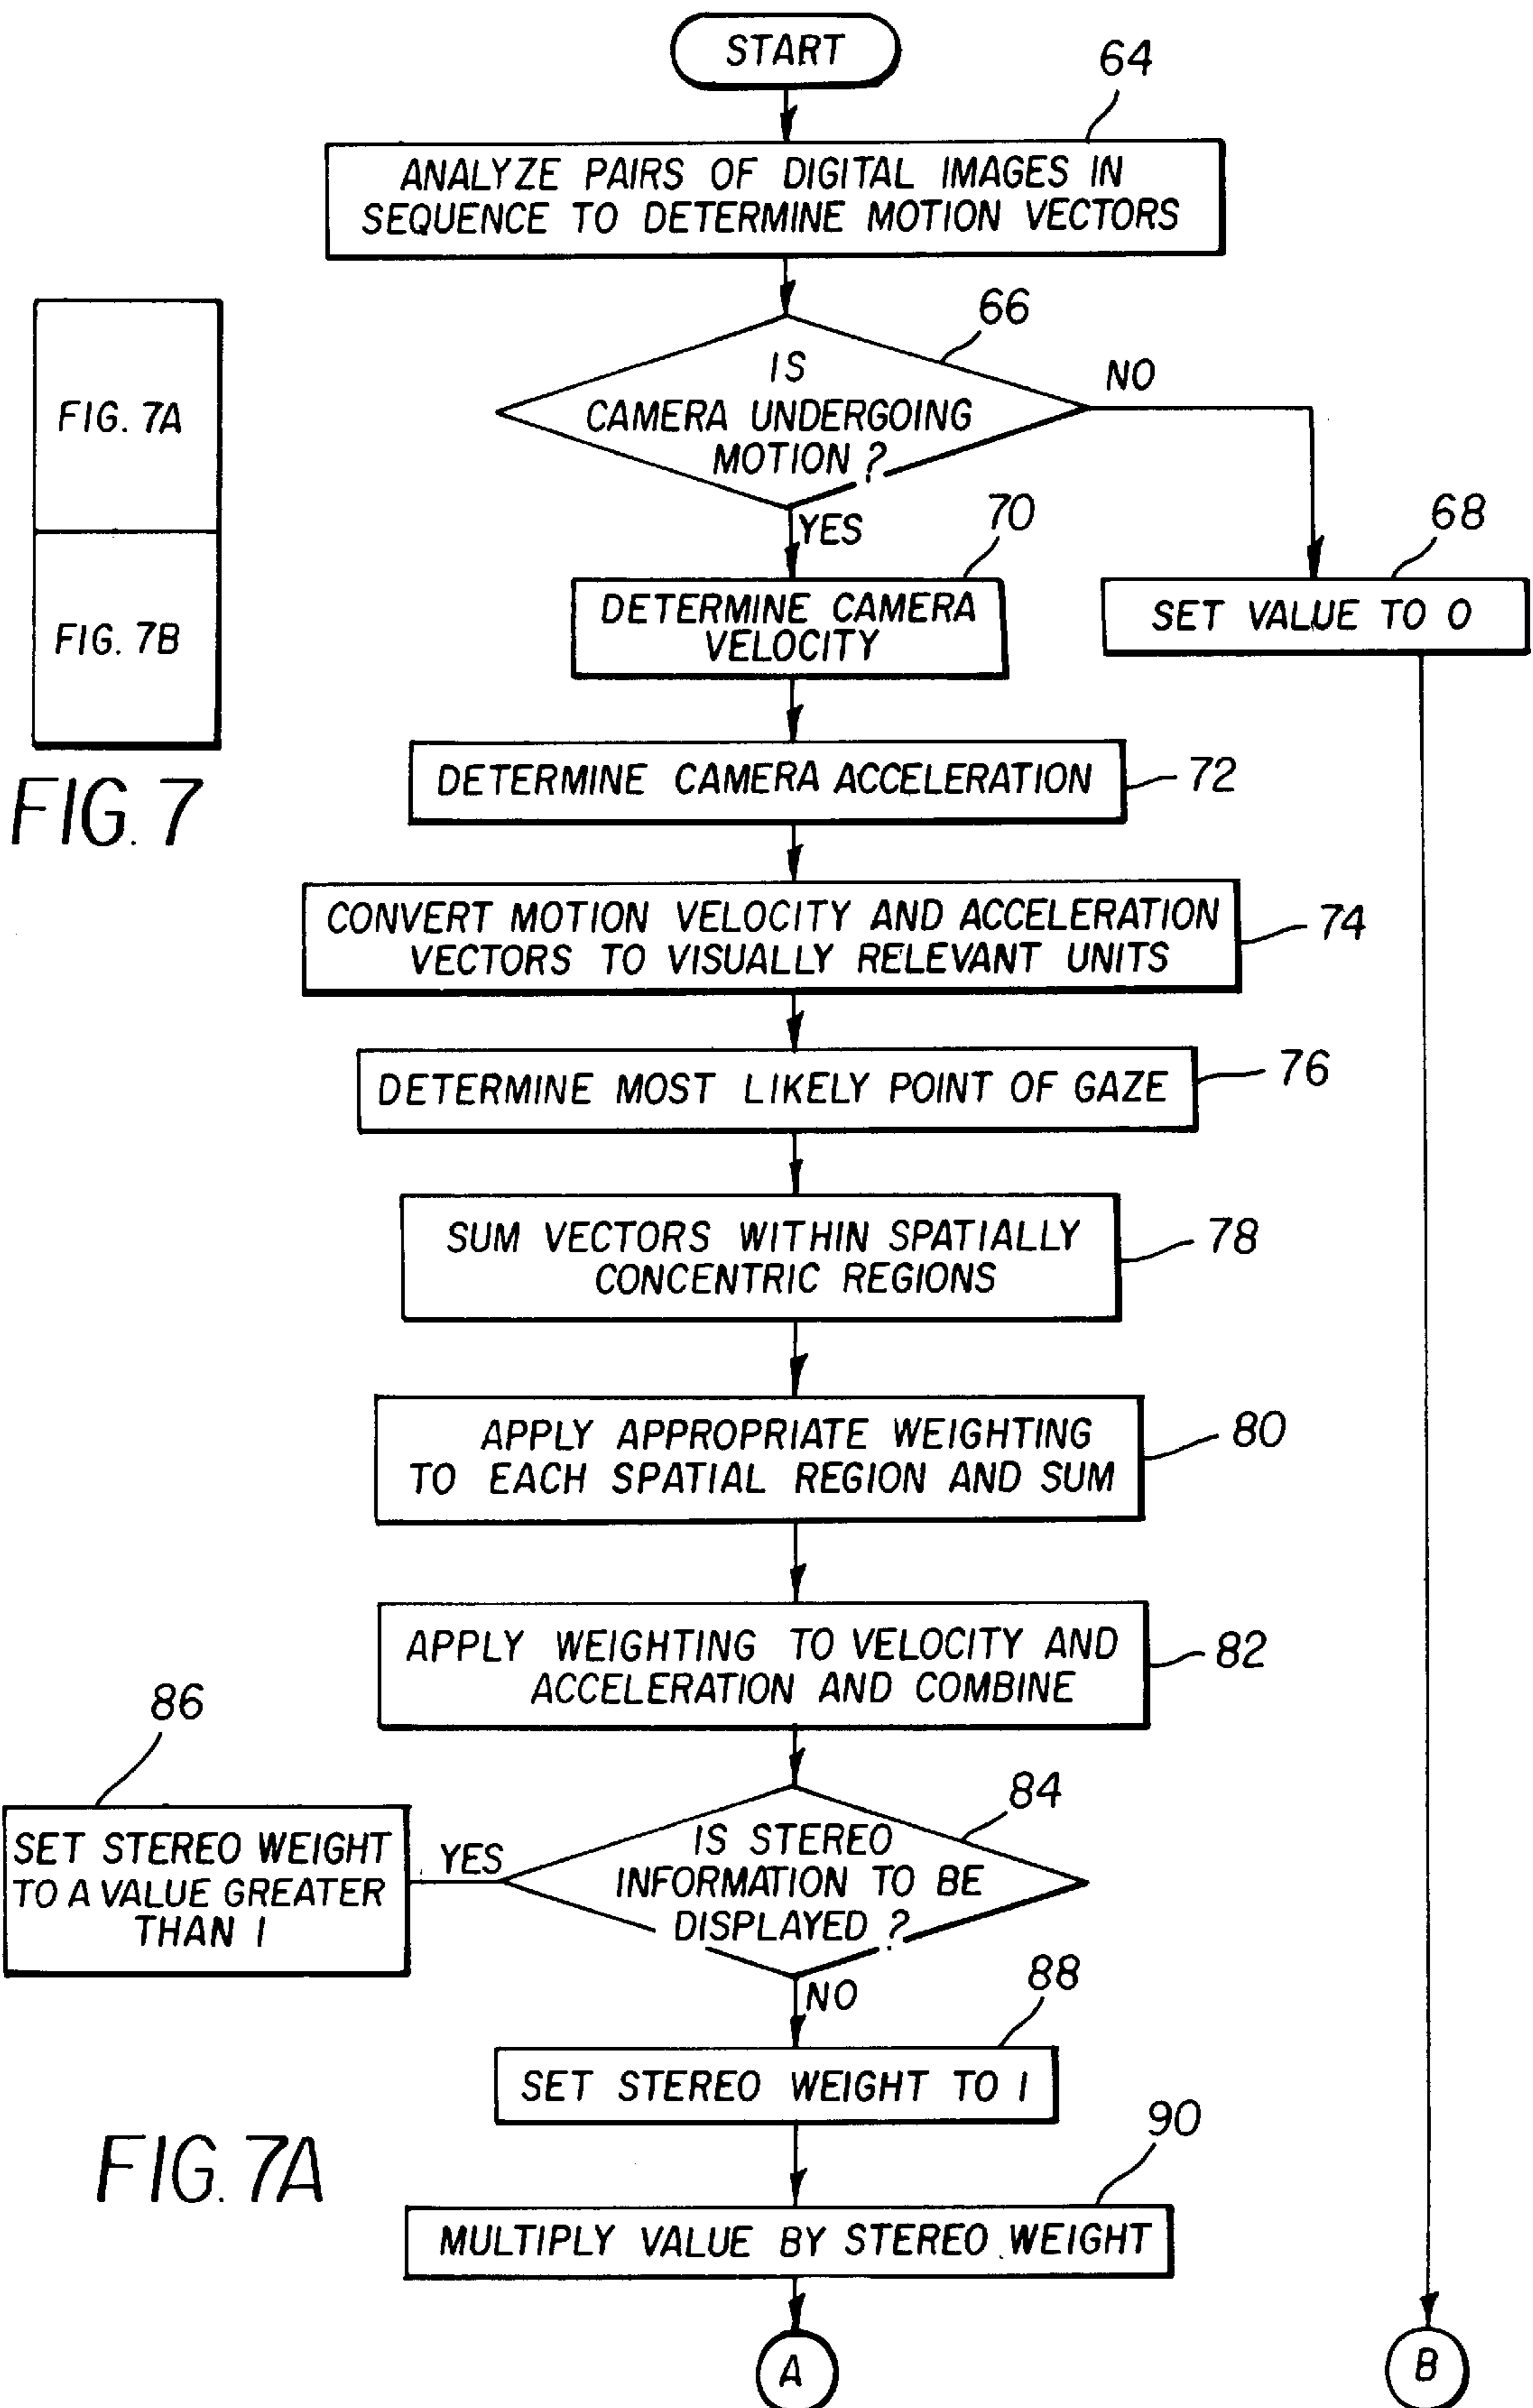 START
64
ANALYZE PAIRS OF DIGITAL IMAGES IN
SEQUENCE TO DETERMINE MOTION VECTORS
66
IS
CAMERA UNDERGOING
MOTION ?
NO
YES
FIG. 7A
FIG. 7B
FIG. 7
70
DETERMINE CAMERA
VELOCITY
68
SET VALUE TO 0
DETERMINE CAMERA ACCELERATION
72
CONVERT MOTION VELOCITY AND ACCELERATION
VECTORS TO VISUALLY RELEVANT UNITS
74
DETERMINE MOST LIKELY POINT OF GAZE
76
SUM VECTORS WITHIN SPATIALLY
CONCENTRIC REGIONS
78
APPLY APPROPRIATE WEIGHTING
TO EACH SPATIAL REGION AND SUM
80
APPLY WEIGHTING TO VELOCITY AND
ACCELERATION AND COMBINE
82
86
SET STEREO WEIGHT
TO A VALUE GREATER
THAN 1
YES
84
IS STEREO
INFORMATION TO BE
DISPLAYED ?
NO
88
SET STEREO WEIGHT TO 1
90
MULTIPLY VALUE BY STEREO WEIGHT
FIG. 7A
A
B